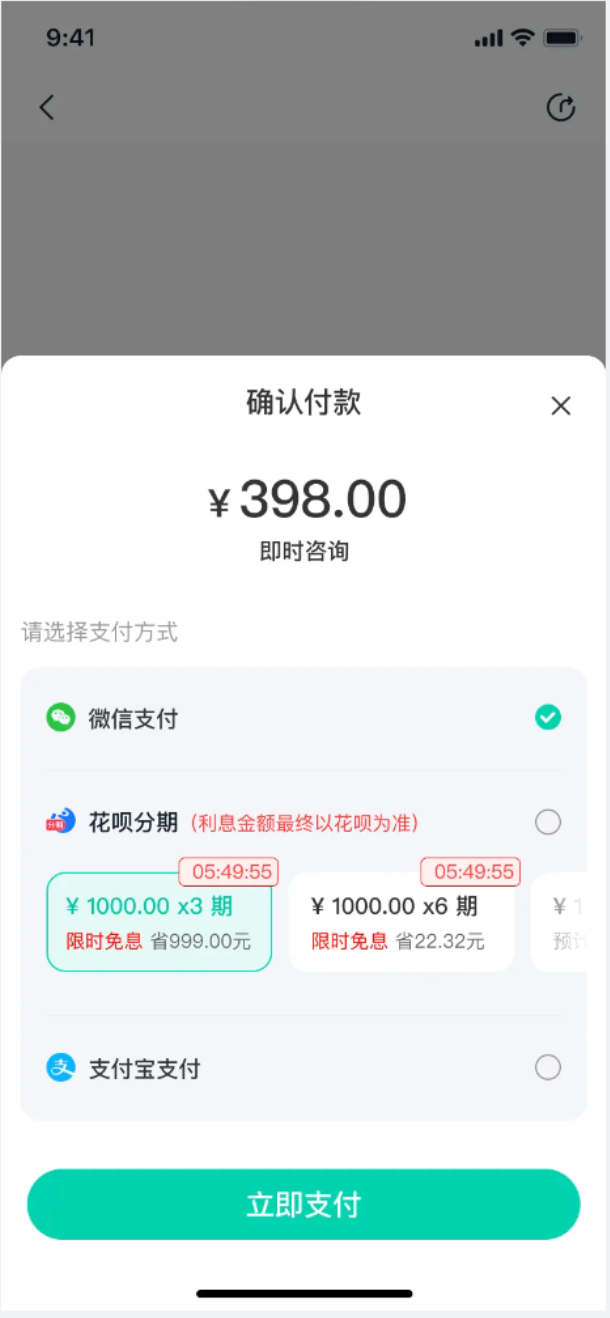 9:41
确认付款
¥ 398.00
即时咨询
请选择支付方式
微信支付
花呗分期（利息金额最终以花呗为准）
05:49:55
05:49:55
¥ 1000.00 x3 期
限时免息 省999.00元
¥ 1000.00 x6 期
限时免息 省22.32元
¥ 1
预计
支付宝支付
立即支付